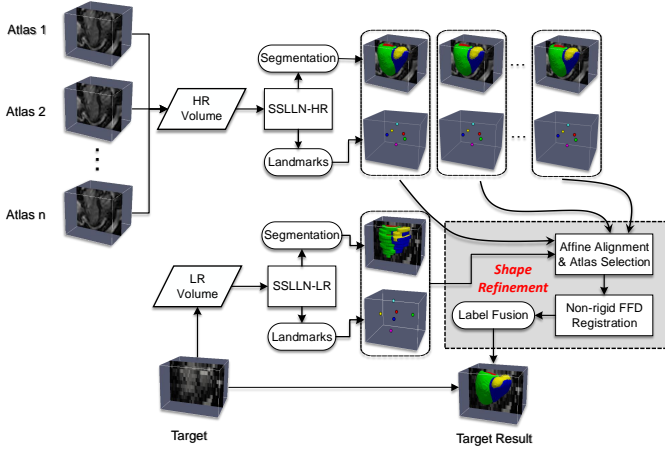 Atlas 1
Atlas 2
Atlas n
HR
Volume
Segmentation
SSLLN-HR
Landmarks
LR
Volume
Segmentation
SSLLN-LR
Landmarks
Shape
Refinement
Affine Alignment
& Atlas Selection
Non-rigid FFD
Registration
Label Fusion
Target
Target Result